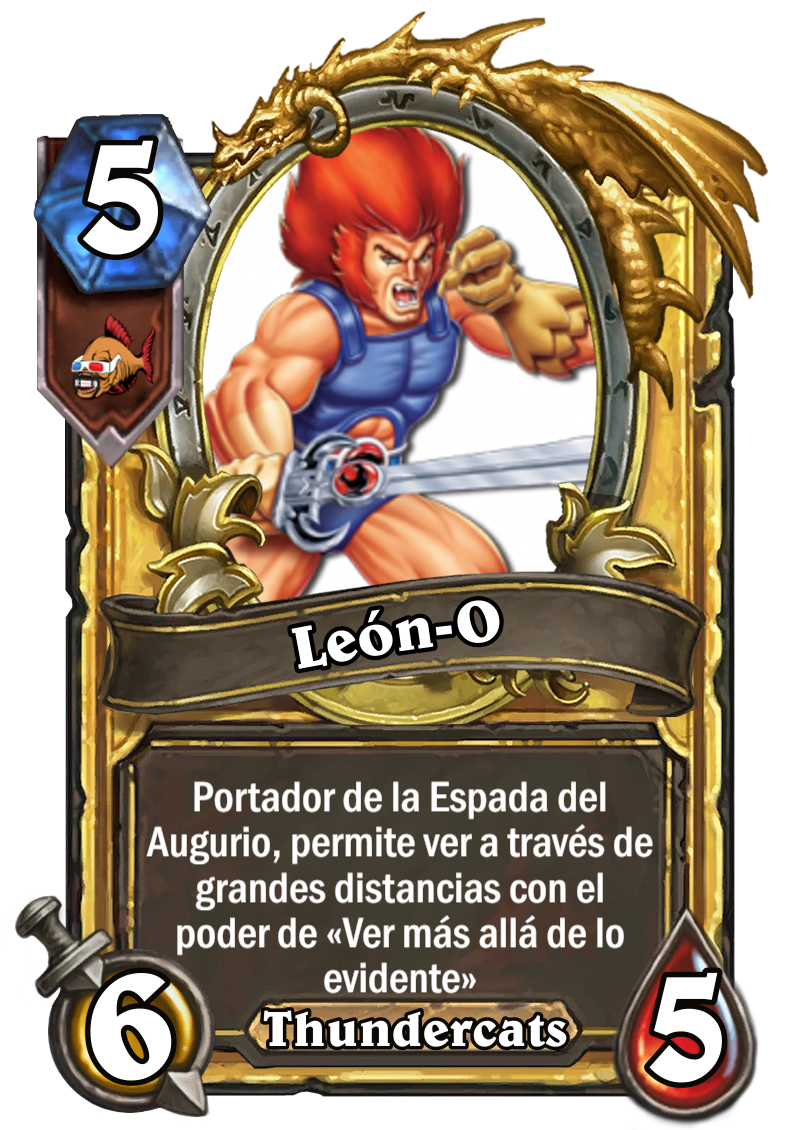 5
León-O
Portador de la Espada del
Augurio, permite ver a través de
grandes distancias con el
poder de «Ver más allá de lo
evidente»
Thundercats
6
5